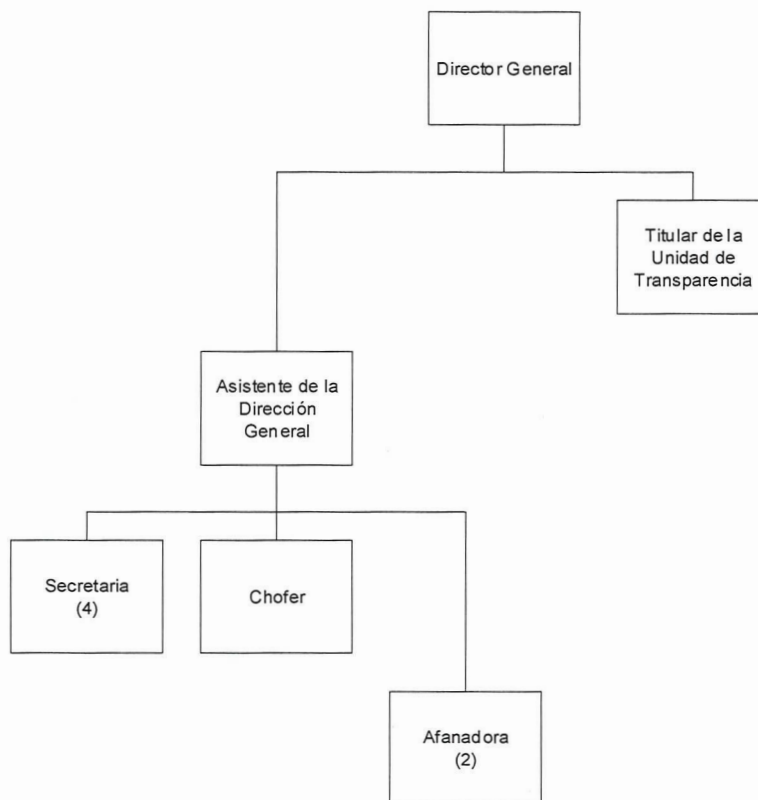 Director General
Titular de la
Unidad de
Transparencia
Asistente de la
Dirección
General
Secretaria
(4)
Chofer
Afanadora
(2)